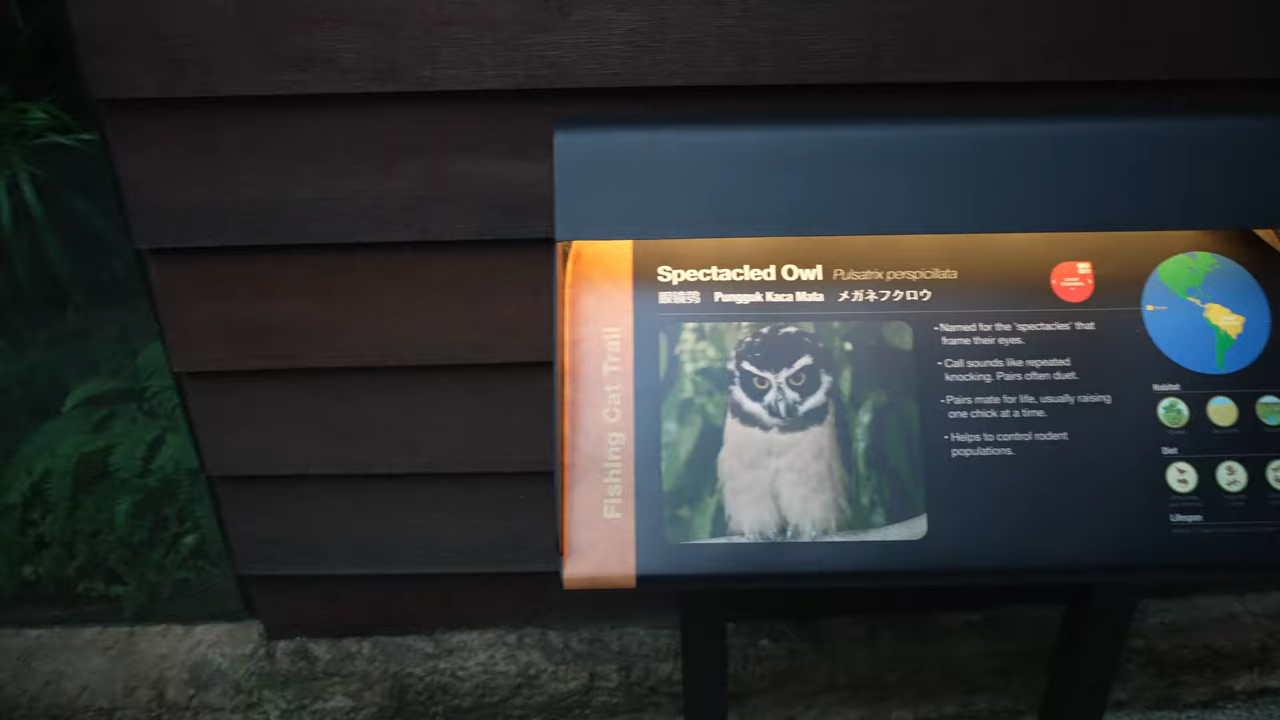 Fishing Cat Trail
Spectacled Owl Pulsatrix perspicillata
眼镜鸮 Pungguk Kaca Mata メガネフクロウ
- Named for the 'spectacles' that
frame their eyes.
- Call sounds like repeated
knocking. Pairs often duet.
- Pairs mate for life, usually raising
one chick at a time.
- Helps to control rodent
populations.
Habitat
Diet
Lifespan